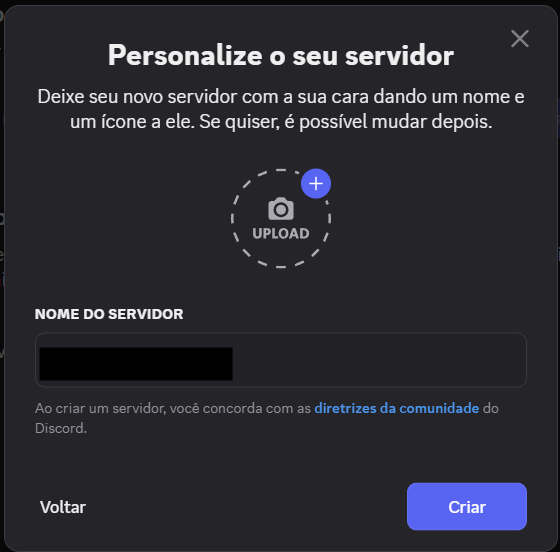 Personalize o seu servidor
Deixe seu novo servidor com a sua cara dando um nome e
um ícone a ele. Se quiser, é possível mudar depois.
UPLOAD
NOME DO SERVIDOR
Ao criar um servidor, você concorda com as diretrizes da comunidade do
Discord.
Voltar
Criar